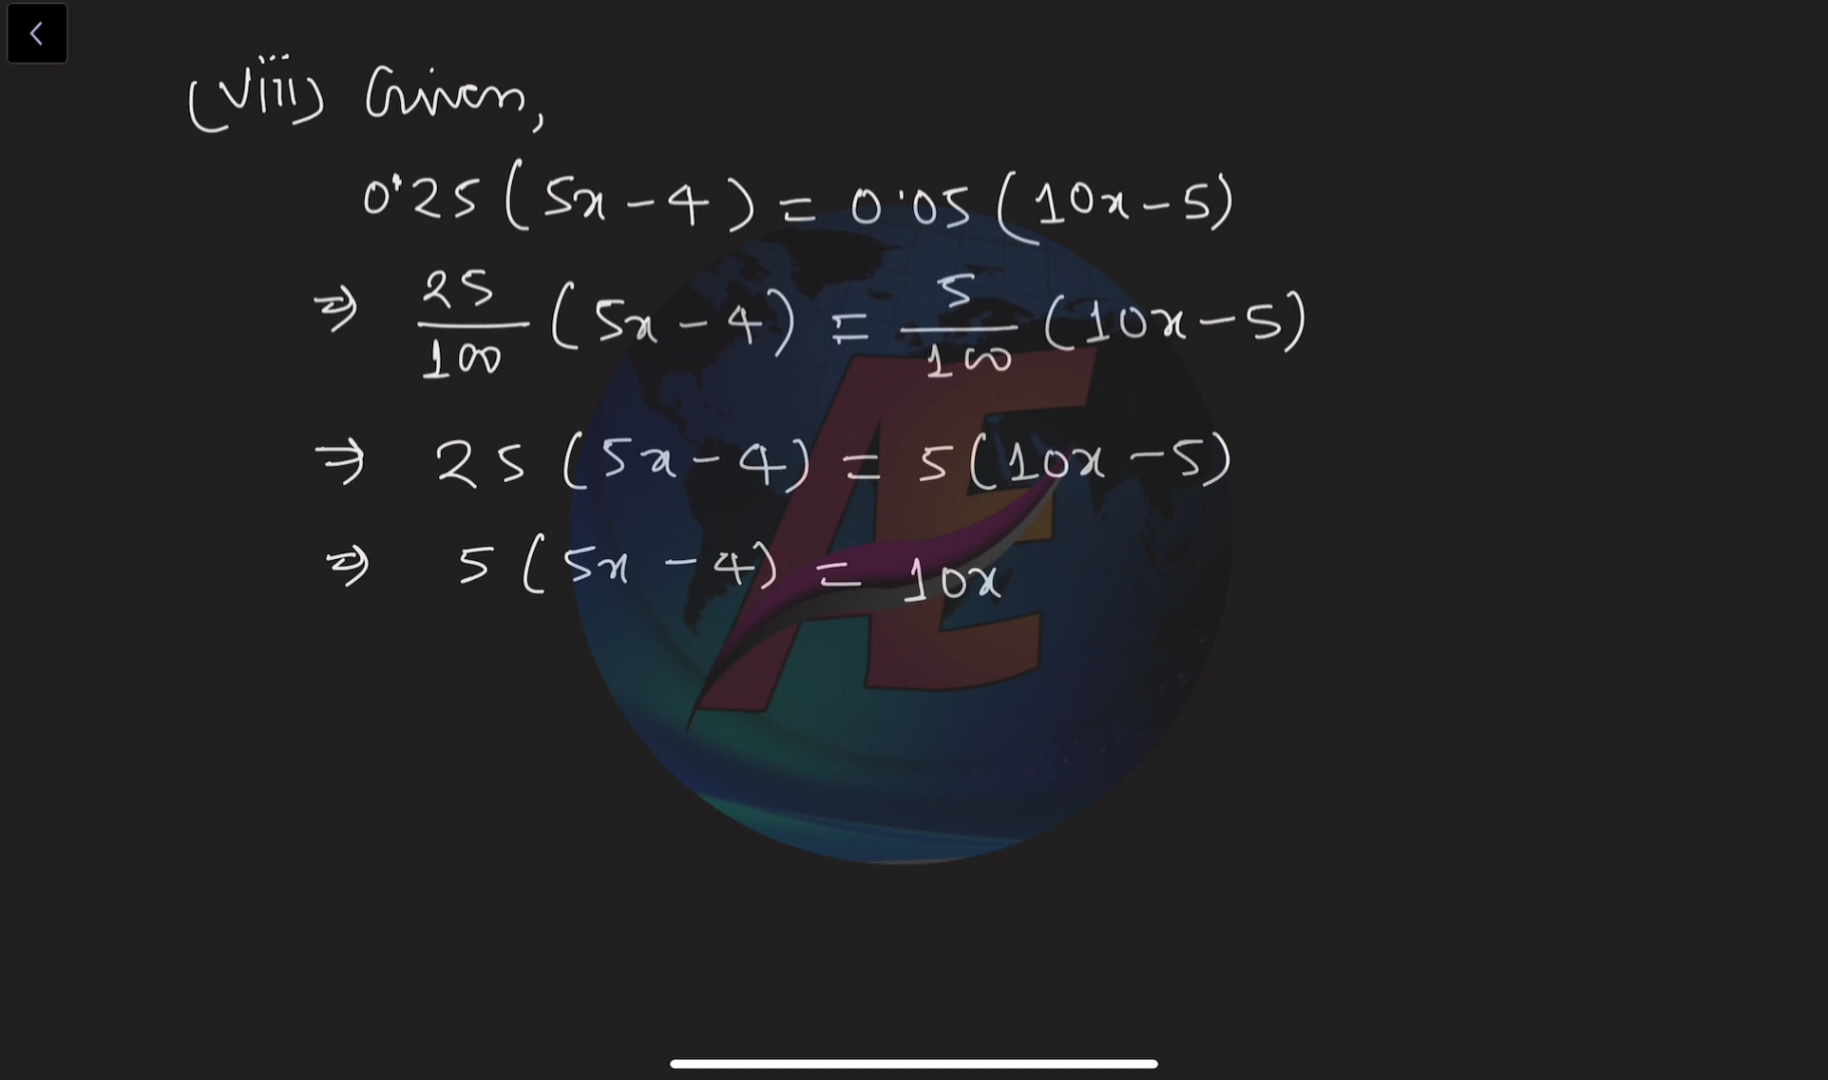 (viii) Given,
0.25(5x-4) = 0.05(10x-5)
⇒ 25/100 (5x-4) = 5/100 (10x-5)
⇒ 25(5x-4) = 5(10x-5)
⇒ 5(5x-4) = 10x
Æ